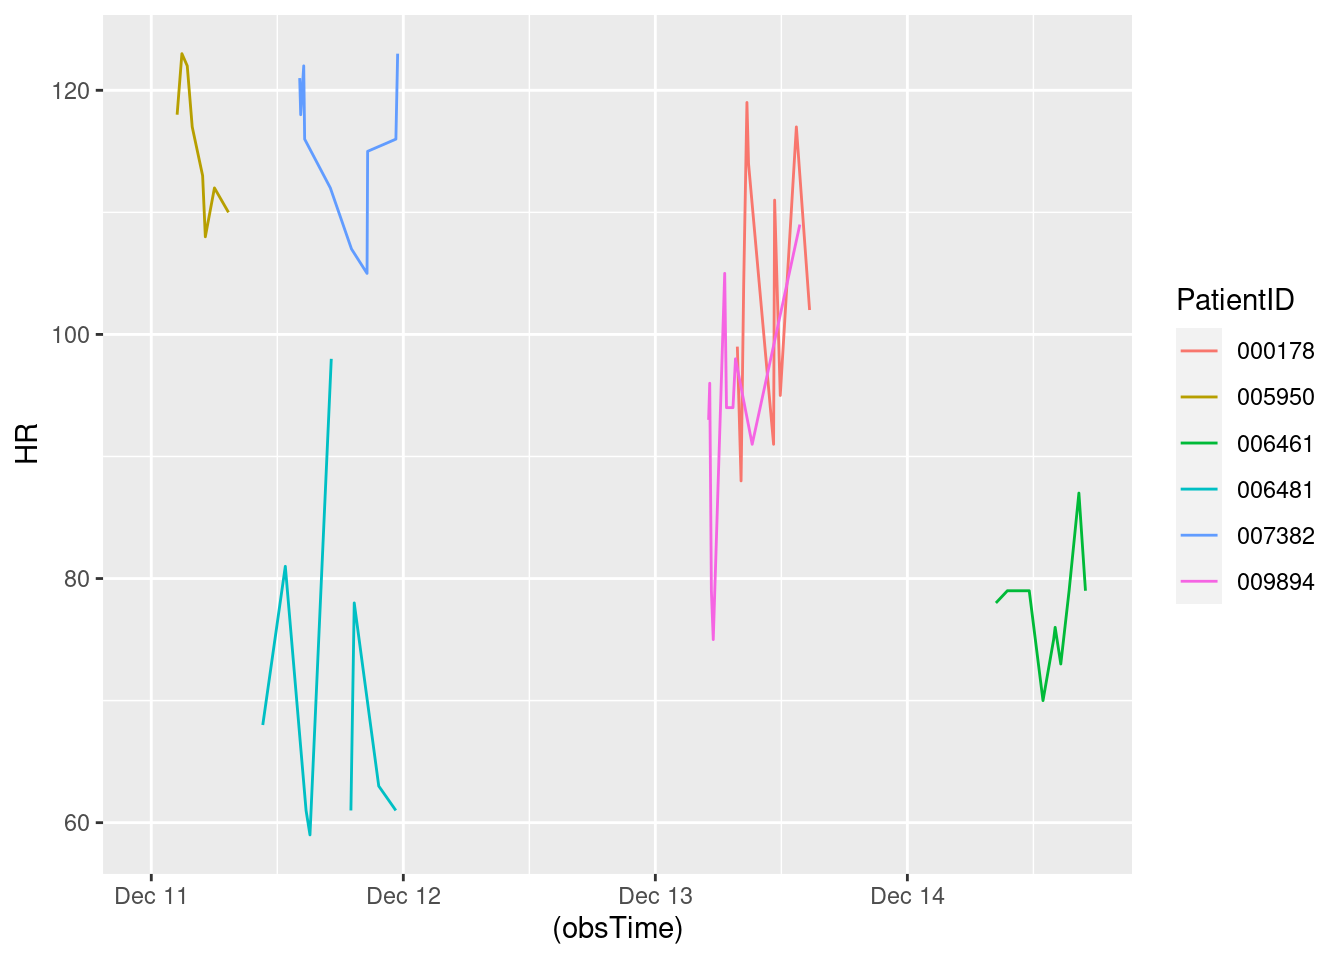 120
100
80
60
HR
Dec 11
Dec 12
Dec 13
Dec 14
(obsTime)
PatientID
000178
005950
006461
006481
007382
009894